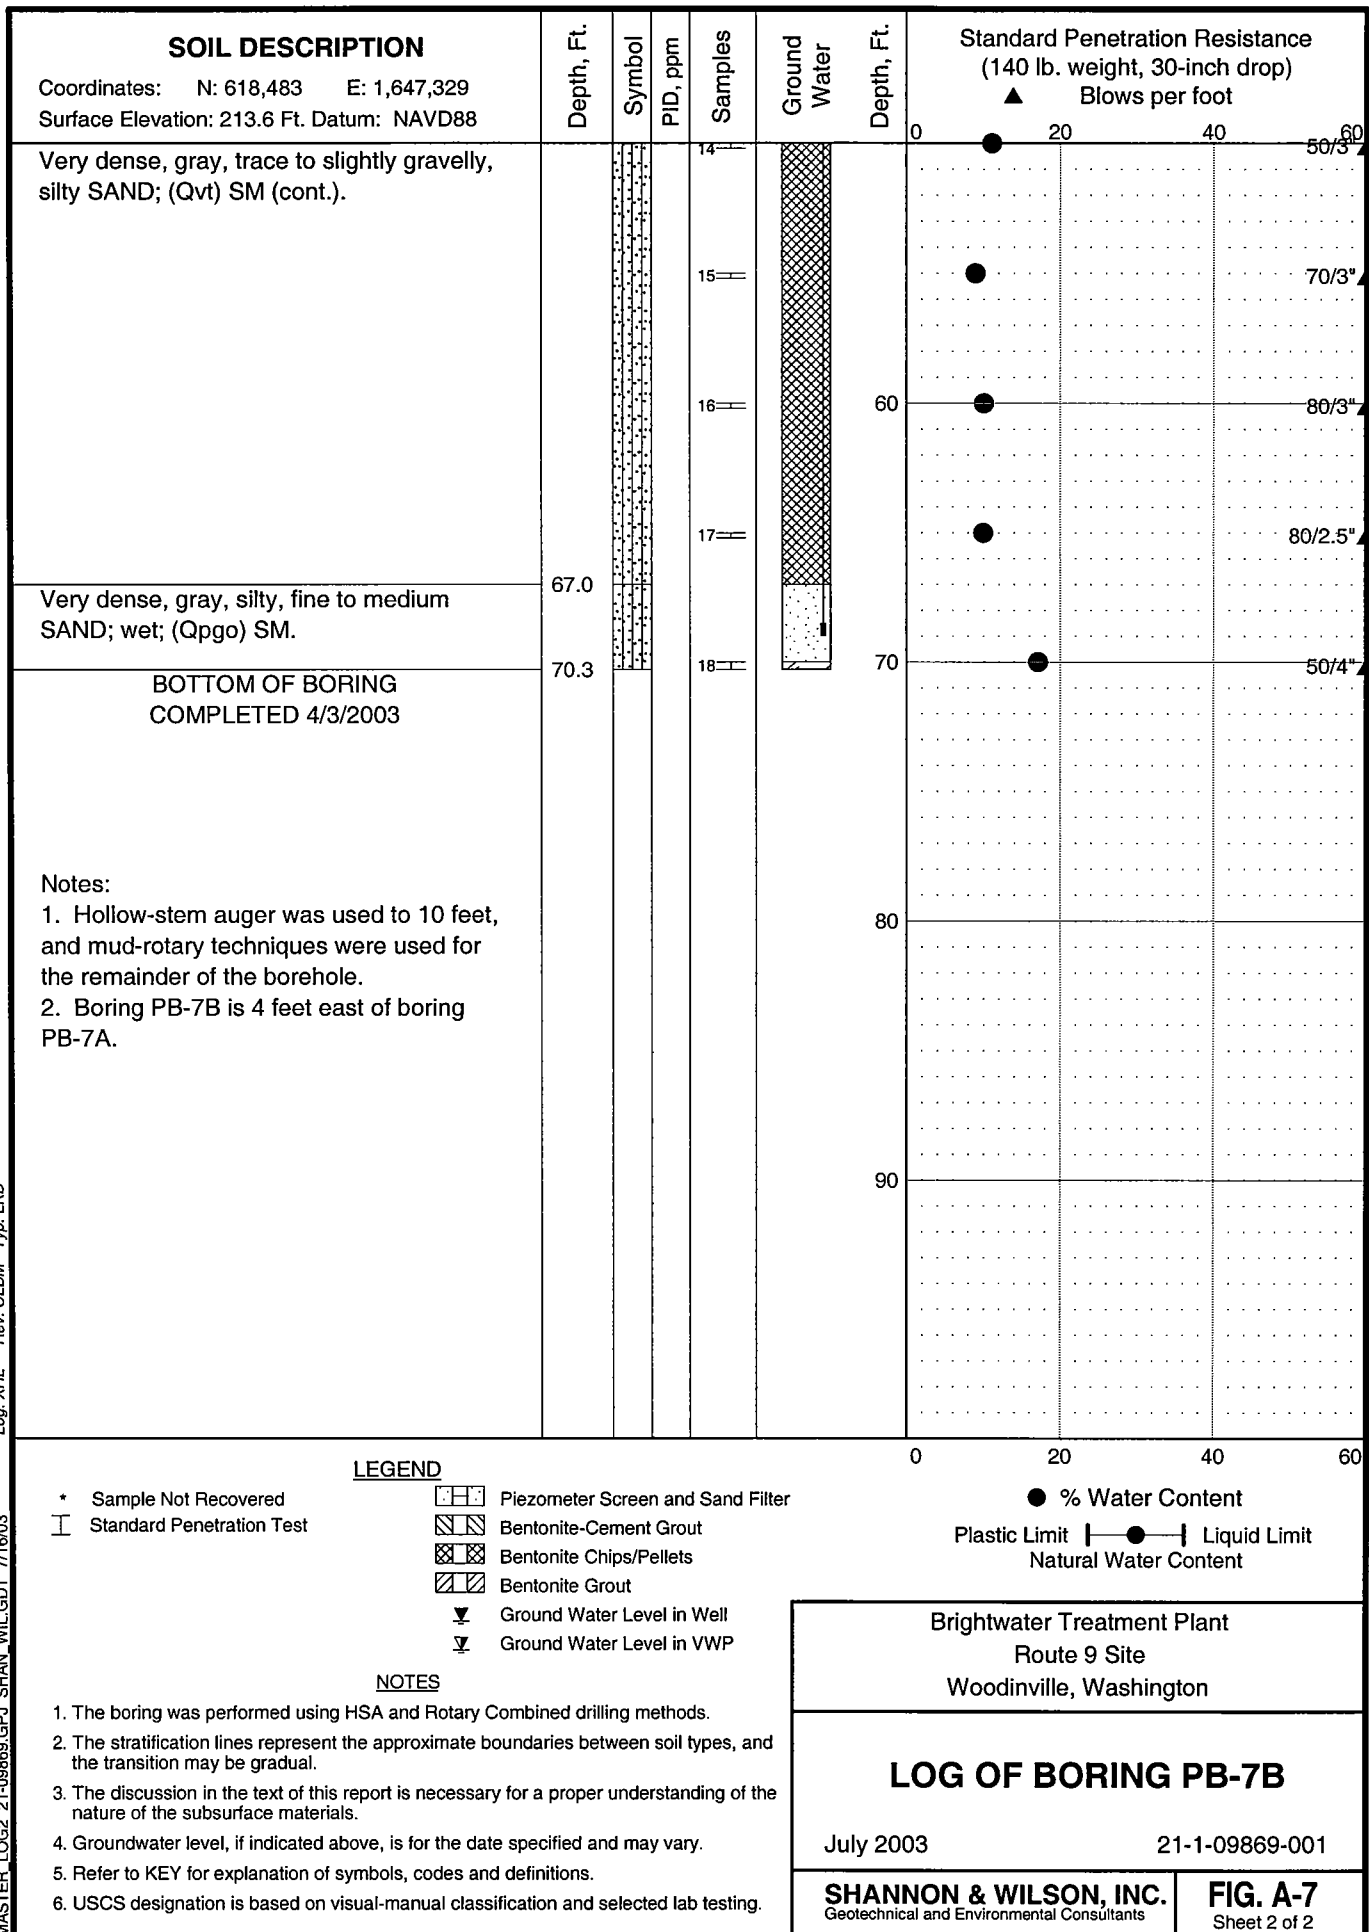 SOIL DESCRIPTION
Coordinates: N: 618,483 E: 1,647,329
Surface Elevation: 213.6 Ft. Datum: NAVD88
Depth, Ft.
Symbol
PID, ppm
Samples
Ground
Water
Depth, Ft.
Standard Penetration Resistance
(140 lb. weight, 30-inch drop)
▲ Blows per foot
0 20 40 60
Very dense, gray, trace to slightly gravelly,
silty SAND; (Qvt) SM (cont.).
14
50/3"
15
70/3"
16
60
80/3"
17
80/2.5"
67.0
Very dense, gray, silty, fine to medium
SAND; wet; (Qpgo) SM.
70.3
18
70
50/4"
BOTTOM OF BORING
COMPLETED 4/3/2003
80
Notes:
1. Hollow-stem auger was used to 10 feet,
and mud-rotary techniques were used for
the remainder of the borehole.
2. Boring PB-7B is 4 feet east of boring
PB-7A.
90
0 20 40 60
LEGEND
* Sample Not Recovered
Standard Penetration Test
Piezometer Screen and Sand Filter
Bentonite-Cement Grout
Bentonite Chips/Pellets
Bentonite Grout
Ground Water Level in Well
Ground Water Level in VWP
● % Water Content
Plastic Limit Liquid Limit
Natural Water Content
NOTES
1. The boring was performed using HSA and Rotary Combined drilling methods.
2. The stratification lines represent the approximate boundaries between soil types, and
the transition may be gradual.
3. The discussion in the text of this report is necessary for a proper understanding of the
nature of the subsurface materials.
4. Groundwater level, if indicated above, is for the date specified and may vary.
5. Refer to KEY for explanation of symbols, codes and definitions.
6. USCS designation is based on visual-manual classification and selected lab testing.
Brightwater Treatment Plant
Route 9 Site
Woodinville, Washington
LOG OF BORING PB-7B
July 2003 21-1-09869-001
SHANNON & WILSON, INC.
Geotechnical and Environmental Consultants
FIG. A-7
Sheet 2 of 2
21-09869.GPJ SHAN_WIL.GDT 7/16/03